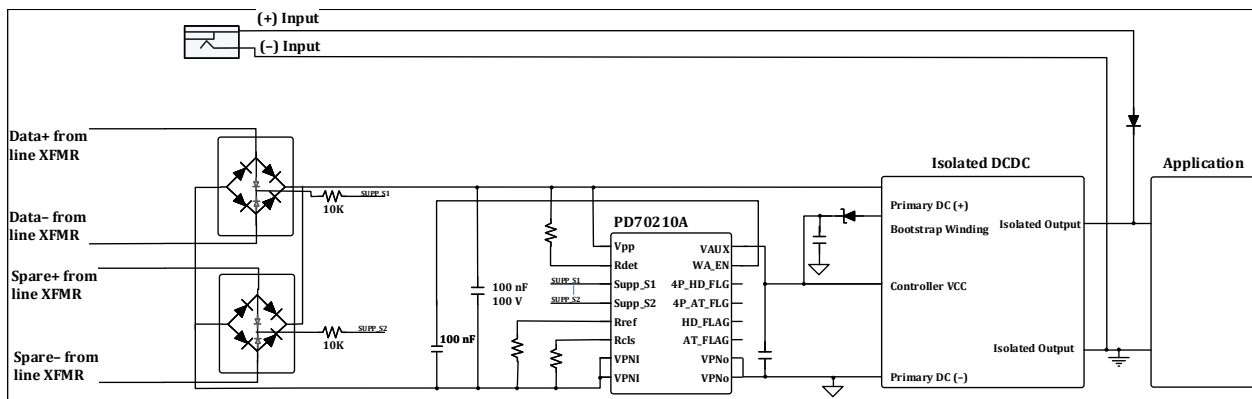 (+) Input
(–) Input
Data+ from
line XFMR
Data– from
line XFMR
Spare+ from
line XFMR
Spare– from
line XFMR
SUPP_S1
10K
SUPP_S2
10K
100 nF
100 V
100 nF
PD70210A
Vpp
Rdet
Supp_S1
Supp_S2
Rref
Rcls
VPNI
VPNI
SUPP_S1
SUPP_S2
VAUX
WA_EN
4P_HD_FLG
4P_AT_FLG
HD_FLAG
AT_FLAG
VPNo
VPNo
Isolated DCDC
Primary DC (+)
Bootstrap Winding
Isolated Output
Controller VCC
Isolated Output
Primary DC (–)
Application